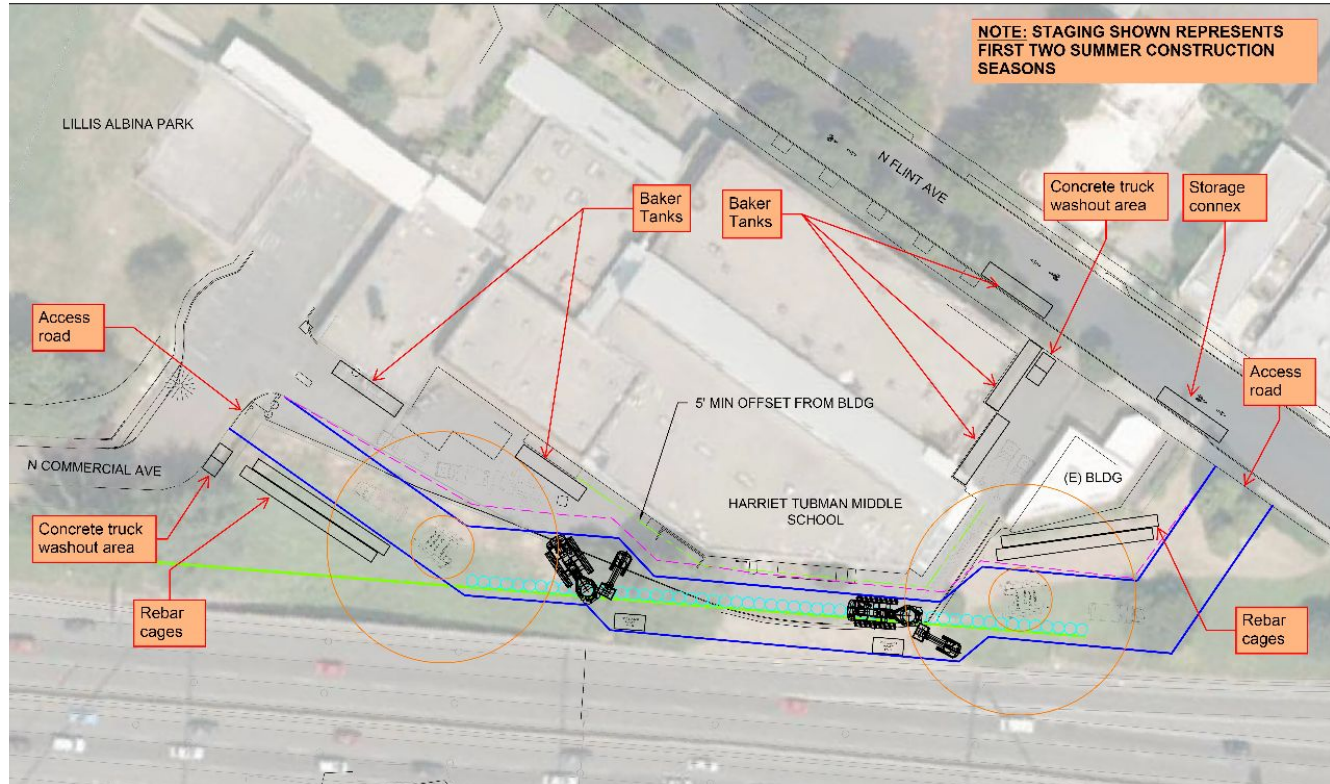 NOTE: STAGING SHOWN REPRESENTS
FIRST TWO SUMMER CONSTRUCTION
SEASONS
LILLIS ALBINA PARK
N FLINT AVE
Baker
Tanks
Baker
Tanks
Concrete truck
washout area
Storage
connex
Access
road
Access
road
5' MIN OFFSET FROM BLDG
N COMMERCIAL AVE
(E) BLDG
HARRIET TUBMAN MIDDLE
SCHOOL
Concrete truck
washout area
Rebar
cages
Rebar
cages